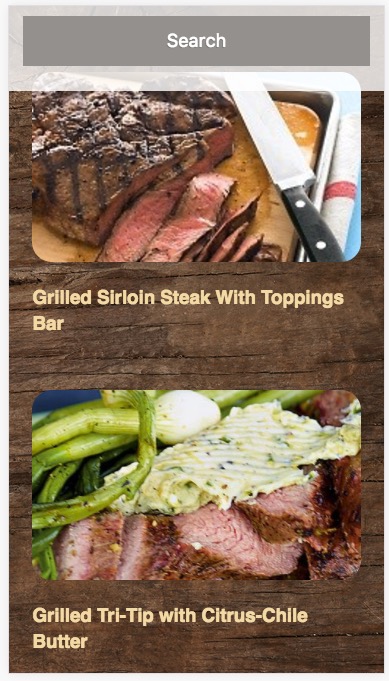 Search
Grilled Sirloin Steak With Toppings
Bar
Grilled Tri-Tip with Citrus-Chile
Butter